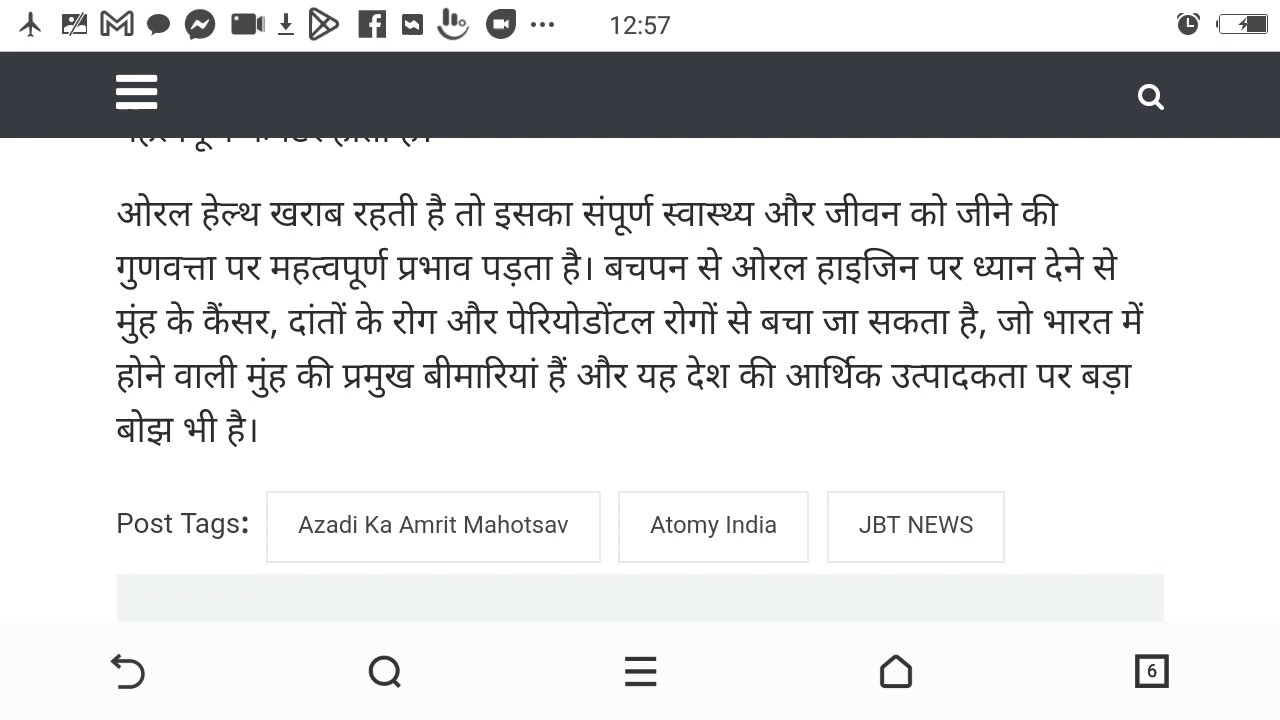 12:57
ओरल हेल्थ खराब रहती है तो इसका संपूर्ण स्वास्थ्य और जीवन को जीने की
गुणवत्ता पर महत्वपूर्ण प्रभाव पड़ता है। बचपन से ओरल हाइजिन पर ध्यान देने से
मुंह के कैंसर, दांतों के रोग और पेरियोडोंटल रोगों से बचा जा सकता है, जो भारत में
होने वाली मुंह की प्रमुख बीमारियां हैं और यह देश की आर्थिक उत्पादकता पर बड़ा
बोझ भी है।
Post Tags: Azadi Ka Amrit Mahotsav Atomy India JBT NEWS
6